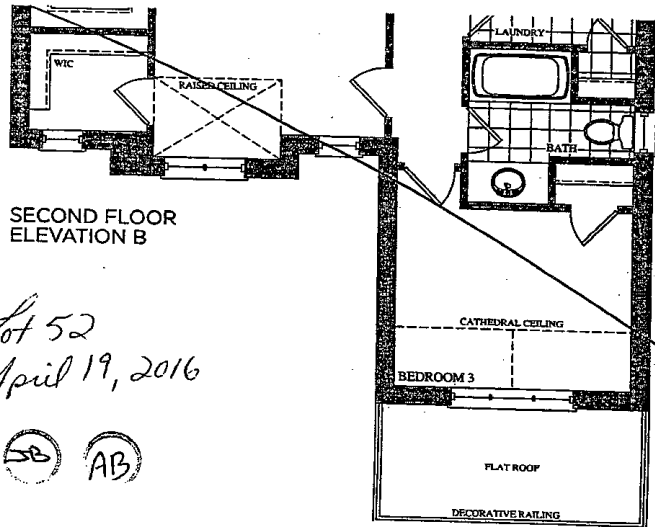 LAUNDRY
WIC
RAISED CEILING
BATH
SECOND FLOOR
ELEVATION B
Lot 52
April 19, 2016
CATHEDRAL CEILING
BEDROOM 3
JB AB
FLAT ROOF
DECORATIVE RAILING